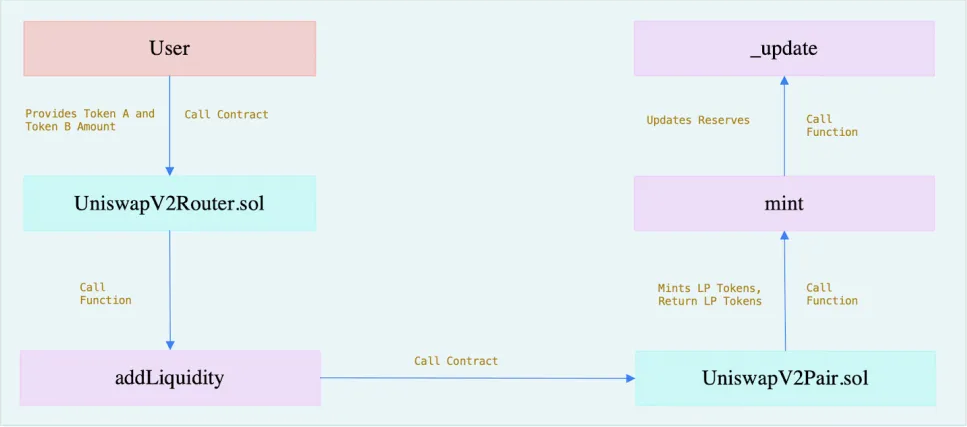 User
Provides Token A and
Token B Amount
Call Contract
UniswapV2Router.sol
Call
Function
addLiquidity
Call Contract
UniswapV2Pair.sol
Mints LP Tokens,
Return LP Tokens
Call
Function
mint
Updates Reserves
Call
Function
_update